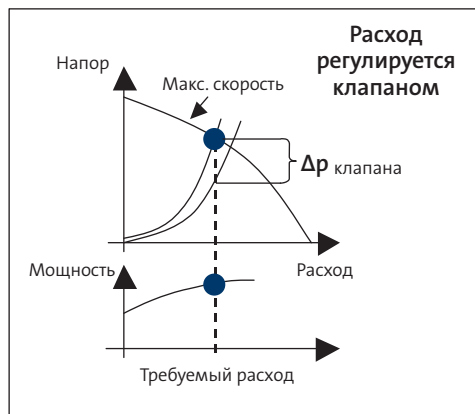 Расход
регулируется
клапаном
Напор
Макс. скорость
Δp клапана
Мощность
Расход
Требуемый расход